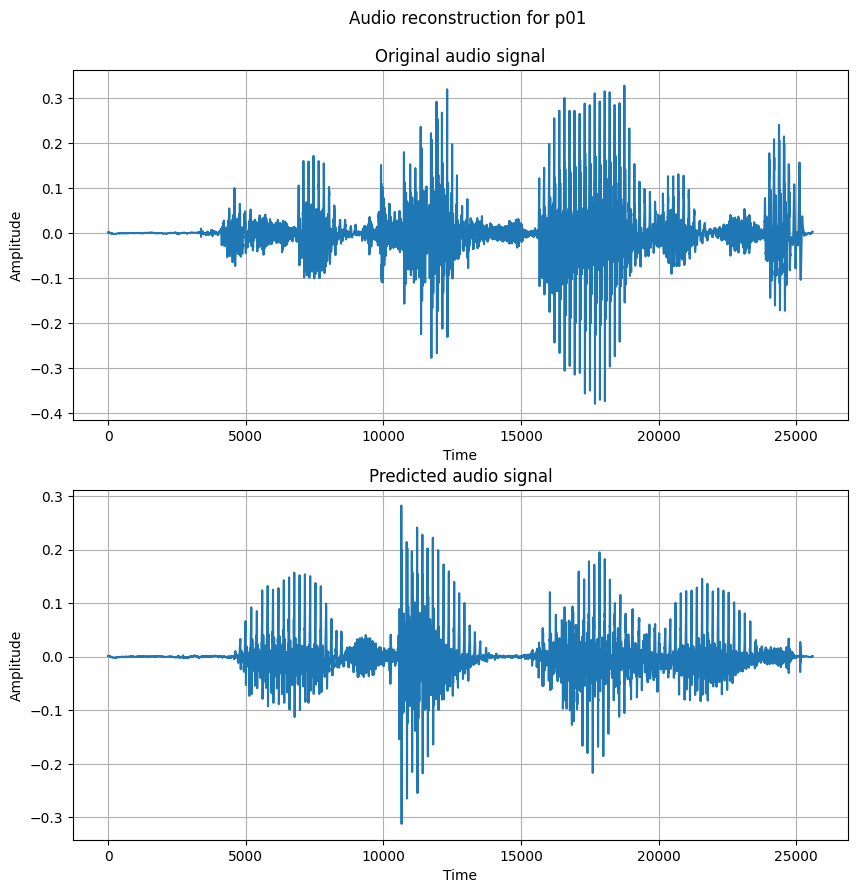 Audio reconstruction for p01
Original audio signal
0.3
0.2
0.1
0.0
−0.1
−0.2
−0.3
−0.4
Amplitude
0 5000 10000 15000 20000 25000
Time
Predicted audio signal
0.3
0.2
0.1
0.0
−0.1
−0.2
−0.3
Amplitude
0 5000 10000 15000 20000 25000
Time